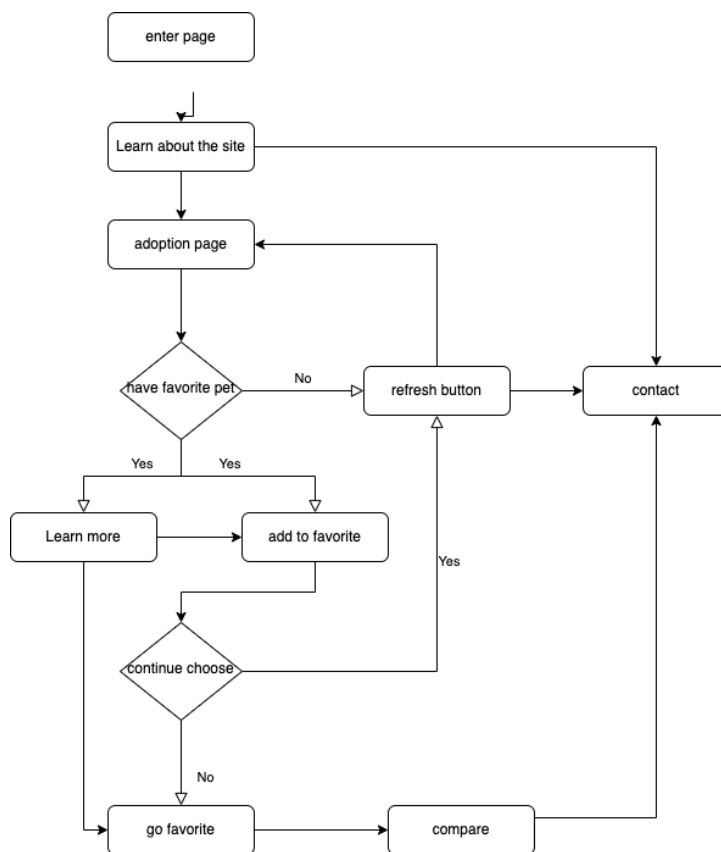 enter page
Learn about the site
adoption page
have favorite pet
No
refresh button
contact
Yes
Yes
Learn more
add to favorite
Yes
continue choose
No
go favorite
compare